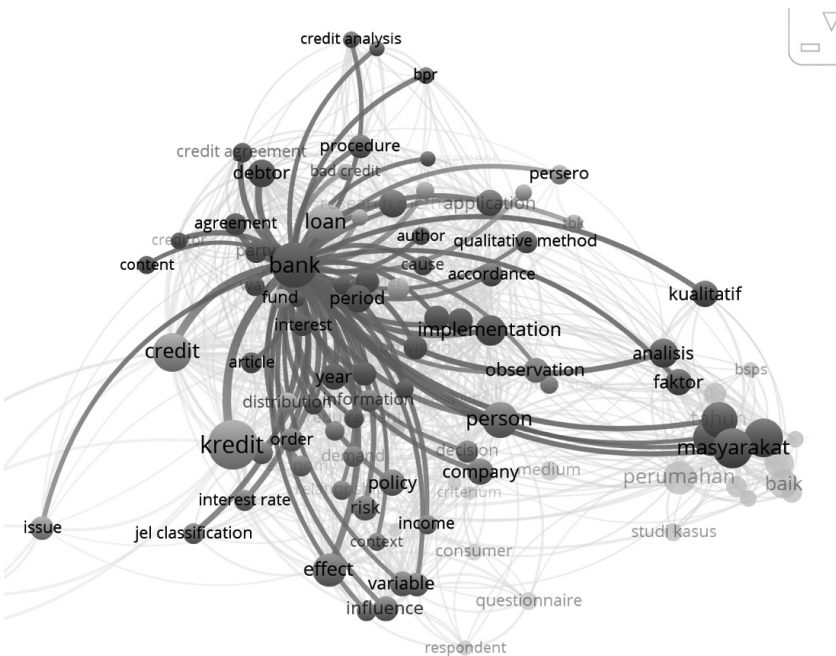 credit analysis
bpr
credit agreement
procedure
debtor
bad credit
persero
application
agreement
loan
tbk
creditor
author
qualitative method
party
content
bank
cause
accordance
way
fund
period
kualitatif
interest
implementation
credit
article
analisis
observation
bsps
year
faktor
distribution
information
person
tahun
kredit
order
masyarakat
decision
demand
company
medium
perumahan
baik
policy
criterium
interest rate
risk
issue
jel classification
income
studi kasus
context
consumer
effect
variable
influence
questionnaire
respondent